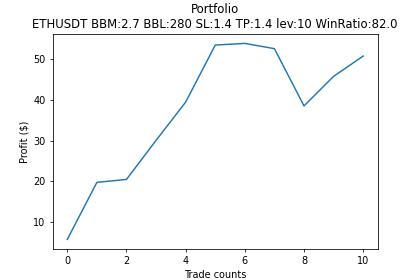 Portfolio
ETHUSDT BBM:2.7 BBL:280 SL:1.4 TP:1.4 lev:10 WinRatio:82.0
50
40
30
20
10
Profit ($)
0 2 4 6 8 10
Trade counts